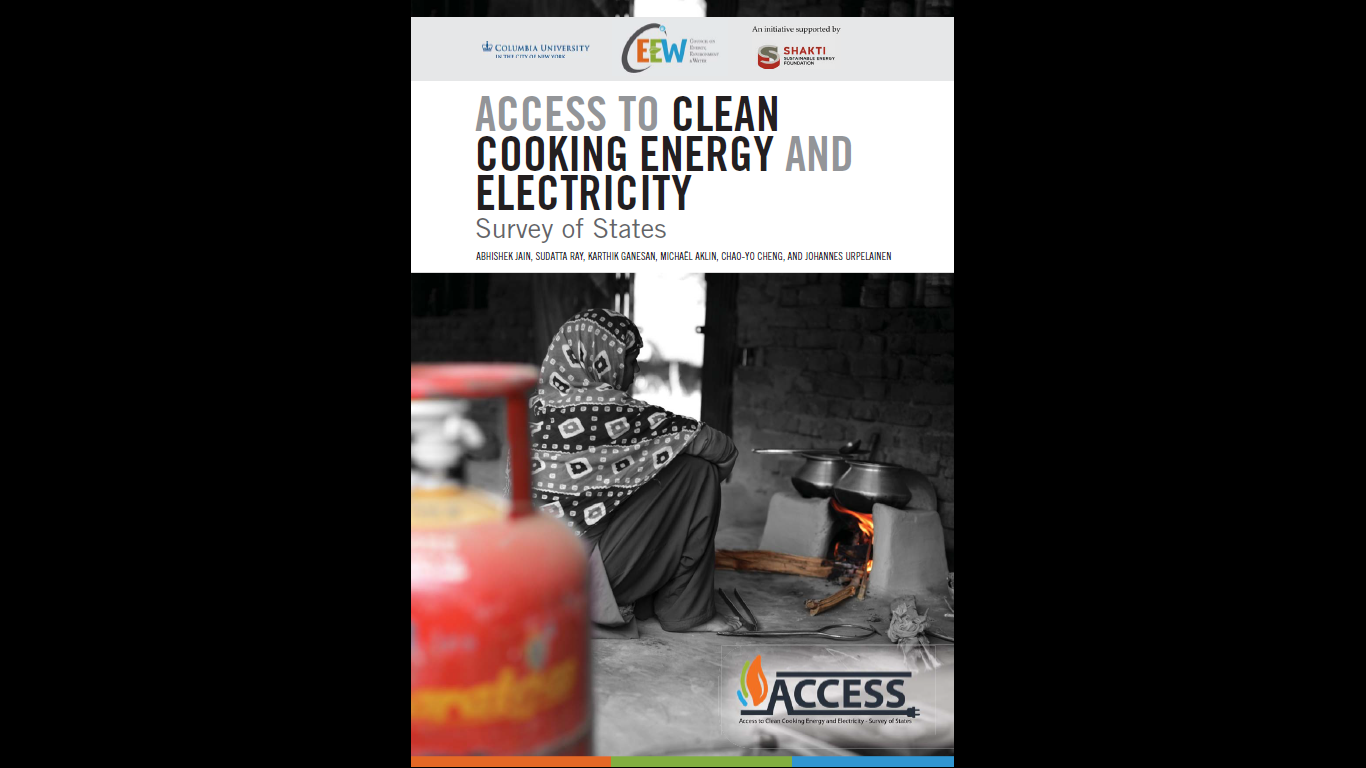 COLUMBIA UNIVERSITY
IN THE CITY OF NEW YORK
CEEW
COUNCIL ON
ENERGY,
ENVIRONMENT
& WATER
An initiative supported by
SHAKTI
SUSTAINABLE ENERGY
FOUNDATION
ACCESS TO CLEAN
COOKING ENERGY AND
ELECTRICITY
Survey of States
ABHISHEK JAIN, SUDATTA RAY, KARTHIK GANESAN, MICHAËL AKLIN, CHAO-YO CHENG, AND JOHANNES URPELAINEN
ACCESS
Access to Clean Cooking Energy and Electricity - Survey of States